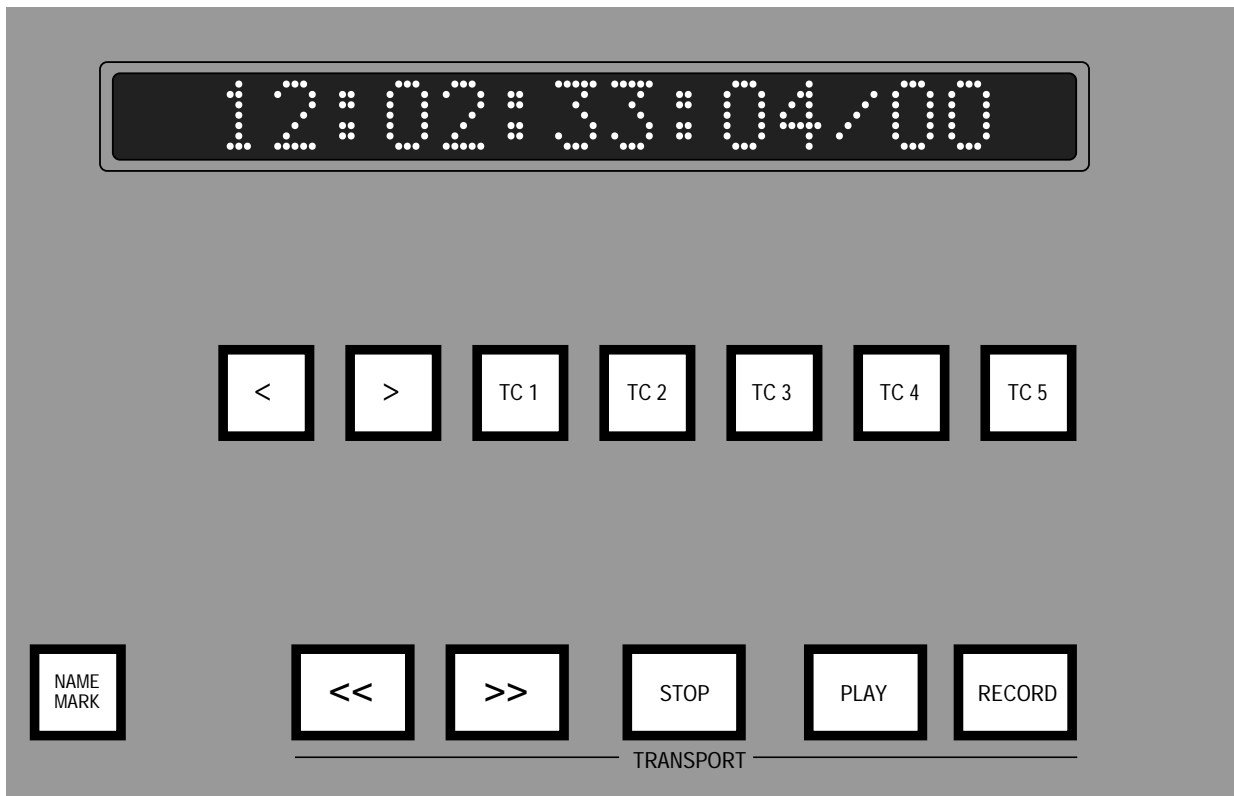 12:02:33:04/00
< > TC 1 TC 2 TC 3 TC 4 TC 5
NAME
MARK
<< >> STOP PLAY RECORD
TRANSPORT